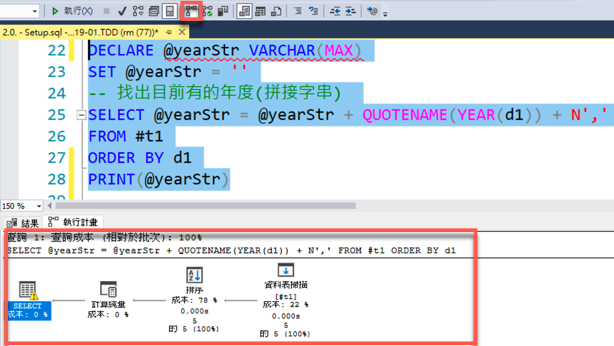 執行(X)
2.0. - Setup.sql -...19-01.TDD (rm (77))*
22 DECLARE @yearStr VARCHAR(MAX)
23 SET @yearStr = ''
24 -- 找出目前有的年度(拼接字串)
25 SELECT @yearStr = @yearStr + QUOTENAME(YEAR(d1)) + N','
26 FROM #t1
27 ORDER BY d1
28 PRINT(@yearStr)
150 %
結果 執行計畫
查詢 1: 查詢成本 (相對於批次): 100%
SELECT @yearStr = @yearStr + QUOTENAME(YEAR(d1)) + N',' FROM #t1 ORDER BY d1
SELECT
成本: 0 %
計算純量
成本: 0 %
排序
成本: 78 %
0.000s
5
的 5 (100%)
資料表掃描
[#t1]
成本: 22 %
0.000s
5
的 5 (100%)